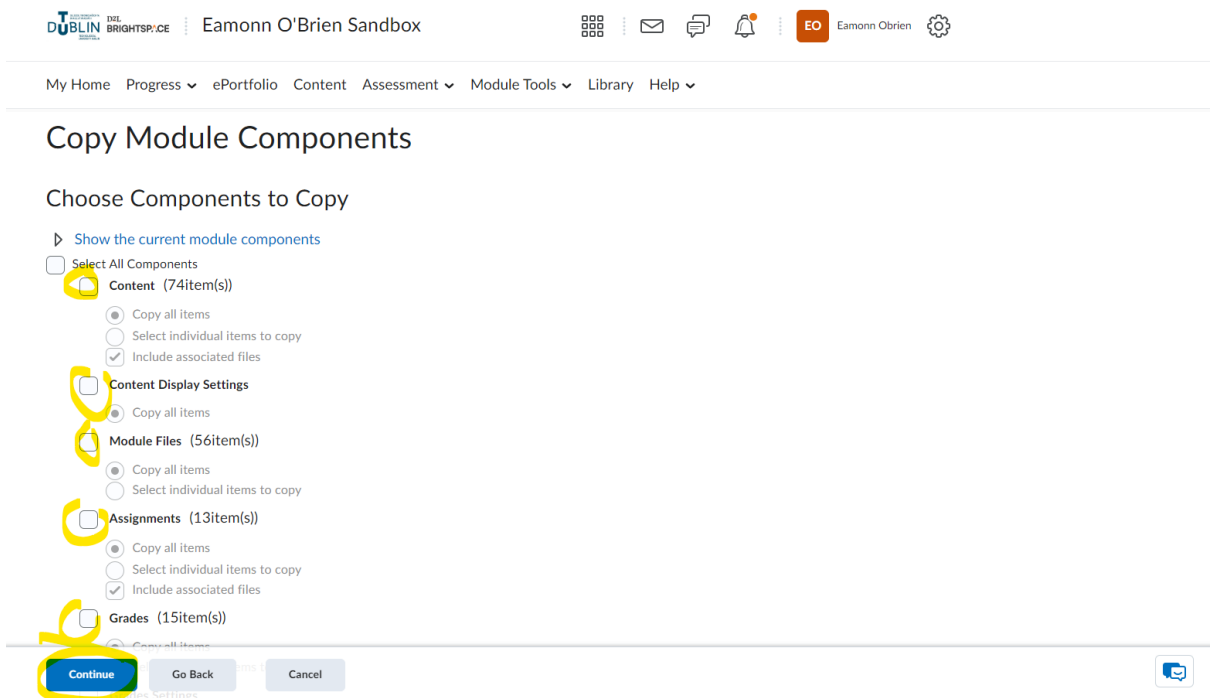 DUBLIN D2L BRIGHTSPACE Eamonn O'Brien Sandbox EO Eamonn Obrien
My Home Progress ePortfolio Content Assessment Module Tools Library Help
Copy Module Components
Choose Components to Copy
Show the current module components
Select All Components
Content (74item(s))
Copy all items
Select individual items to copy
Include associated files
Content Display Settings
Copy all items
Module Files (56item(s))
Copy all items
Select individual items to copy
Assignments (13item(s))
Copy all items
Select individual items to copy
Include associated files
Grades (15item(s))
Copy all items
Continue Go Back Cancel
Settings